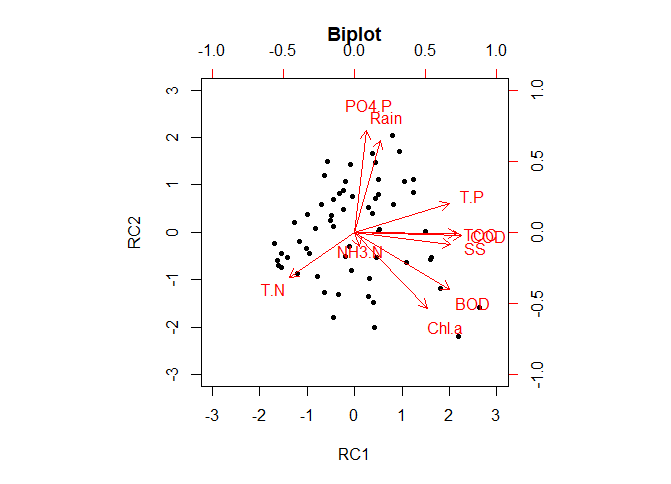 Biplot
-1.0 -0.5 0.0 0.5 1.0
3 1.0
PO4.P
Rain
2 0.5
T.P
1
RC2 0 0.0
TOC COD
SS
NH3.N
-1 -0.5
T.N
BOD
Chl.a
-2
-3 -1.0
-3 -2 -1 0 1 2 3
RC1